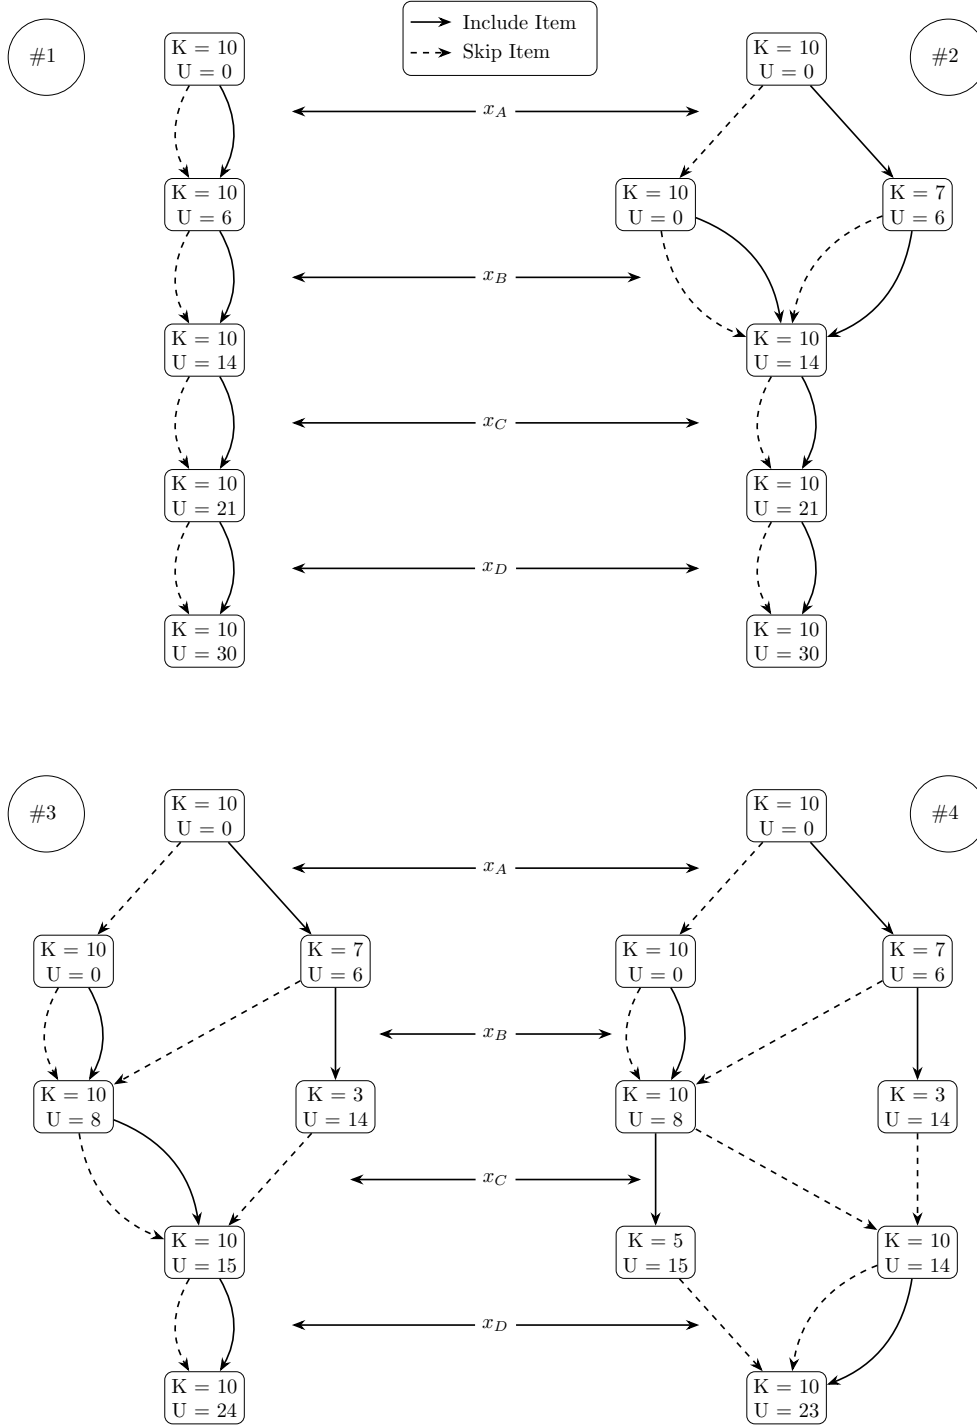 Include Item
Skip Item
#1
K = 10
U = 0
K = 10
U = 0
#2
x_A
K = 10
U = 6
K = 10
U = 0
K = 7
U = 6
x_B
K = 10
U = 14
K = 10
U = 14
x_C
K = 10
U = 21
K = 10
U = 21
x_D
K = 10
U = 30
K = 10
U = 30
#3
K = 10
U = 0
K = 10
U = 0
#4
x_A
K = 10
U = 0
K = 7
U = 6
K = 10
U = 0
K = 7
U = 6
x_B
K = 10
U = 8
K = 3
U = 14
K = 10
U = 8
K = 3
U = 14
x_C
K = 10
U = 15
K = 5
U = 15
K = 10
U = 14
x_D
K = 10
U = 24
K = 10
U = 23